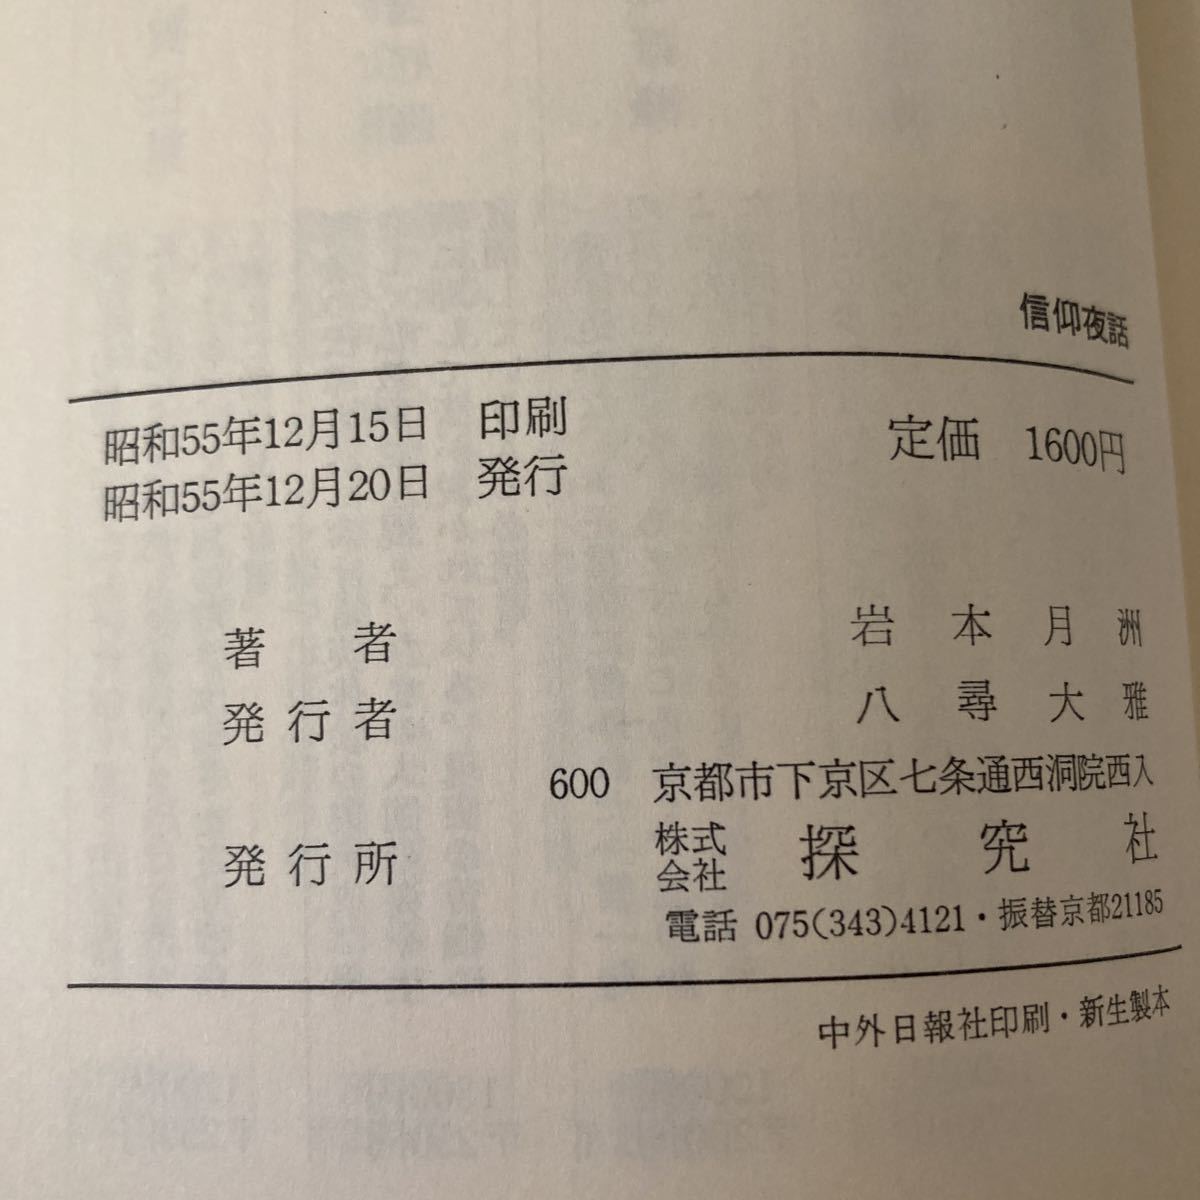 信仰夜話
昭和55年12月15日 印刷
昭和55年12月20日 発行
定価 1600円
著者 岩本月洲
発行者 八尋大雅
600 京都市下京区七条通西洞院西入
発行所 株式会社 探究社
電話 075(343)4121・振替京都21185
中外日報社印刷・新生製本